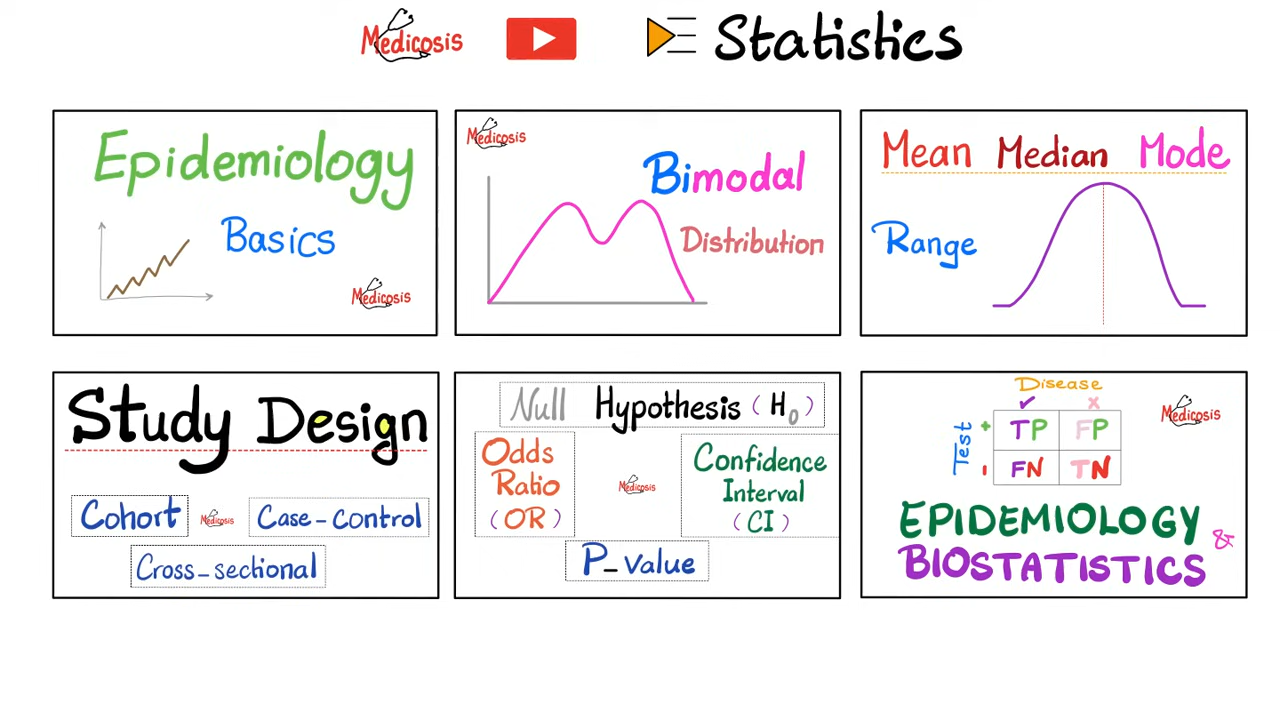 Medicosis Statistics
Epidemiology
Basics
Medicosis
Medicosis
Bimodal
Distribution
Mean Median Mode
Range
Study Design
Cohort Medicosis Case-control
Cross-sectional
Null Hypothesis (H0)
Odds
Ratio
(OR)
Medicosis
Confidence
Interval
(CI)
P-value
Disease
✓ x
Test
+ TP FP
- FN TN
Medicosis
EPIDEMIOLOGY &
BIOSTATISTICS